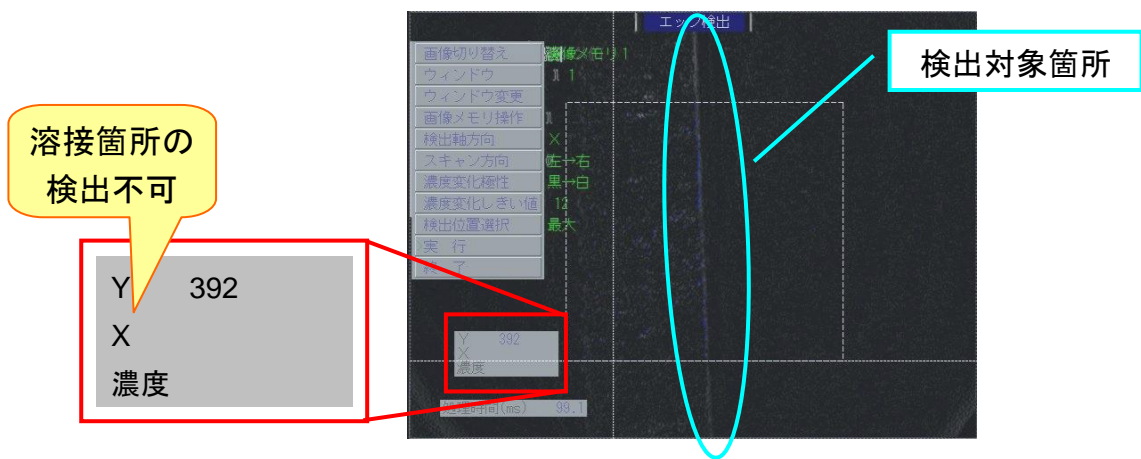 エッジ検出
検出対象箇所
画像切り替え 画像メモリ1
ウィンドウ 1
ウィンドウ変更
画像メモリ操作
検出軸方向 X
スキャン方向 左→右
濃度変化極性 黒→白
濃度変化しきい値 12
検出位置選択 最大
実 行
終 了
溶接箇所の
検出不可
Y 392
X
濃度
Y 392
X
濃度
処理時間(ms) 99.1